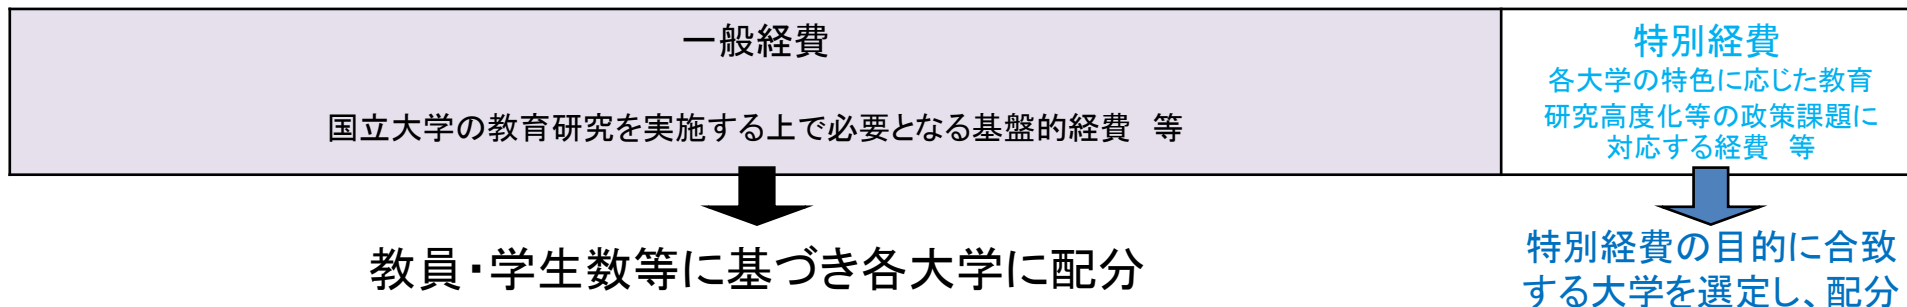 一般経費
国立大学の教育研究を実施する上で必要となる基盤的経費　等
特別経費
各大学の特色に応じた教育
研究高度化等の政策課題に
対応する経費　等
教員・学生数等に基づき各大学に配分
特別経費の目的に合致
する大学を選定し、配分